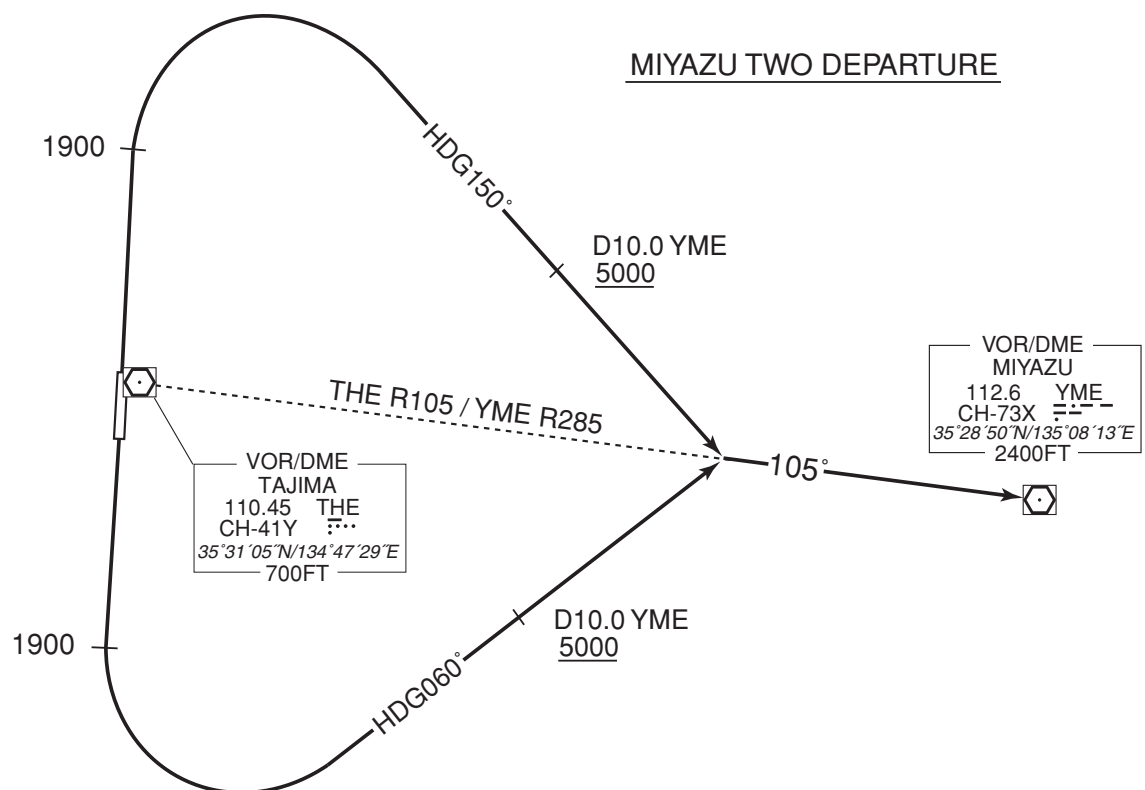 MIYAZU TWO DEPARTURE
1900
HDG150°
D10.0 YME
5000
VOR/DME
MIYAZU
112.6 YME
CH-73X
35°28´50˝N/135°08´13˝E
2400FT
THE R105 / YME R285
105°
VOR/DME
TAJIMA
110.45 THE
CH-41Y
35°31´05˝N/134°47´29˝E
700FT
1900
D10.0 YME
5000
HDG060°